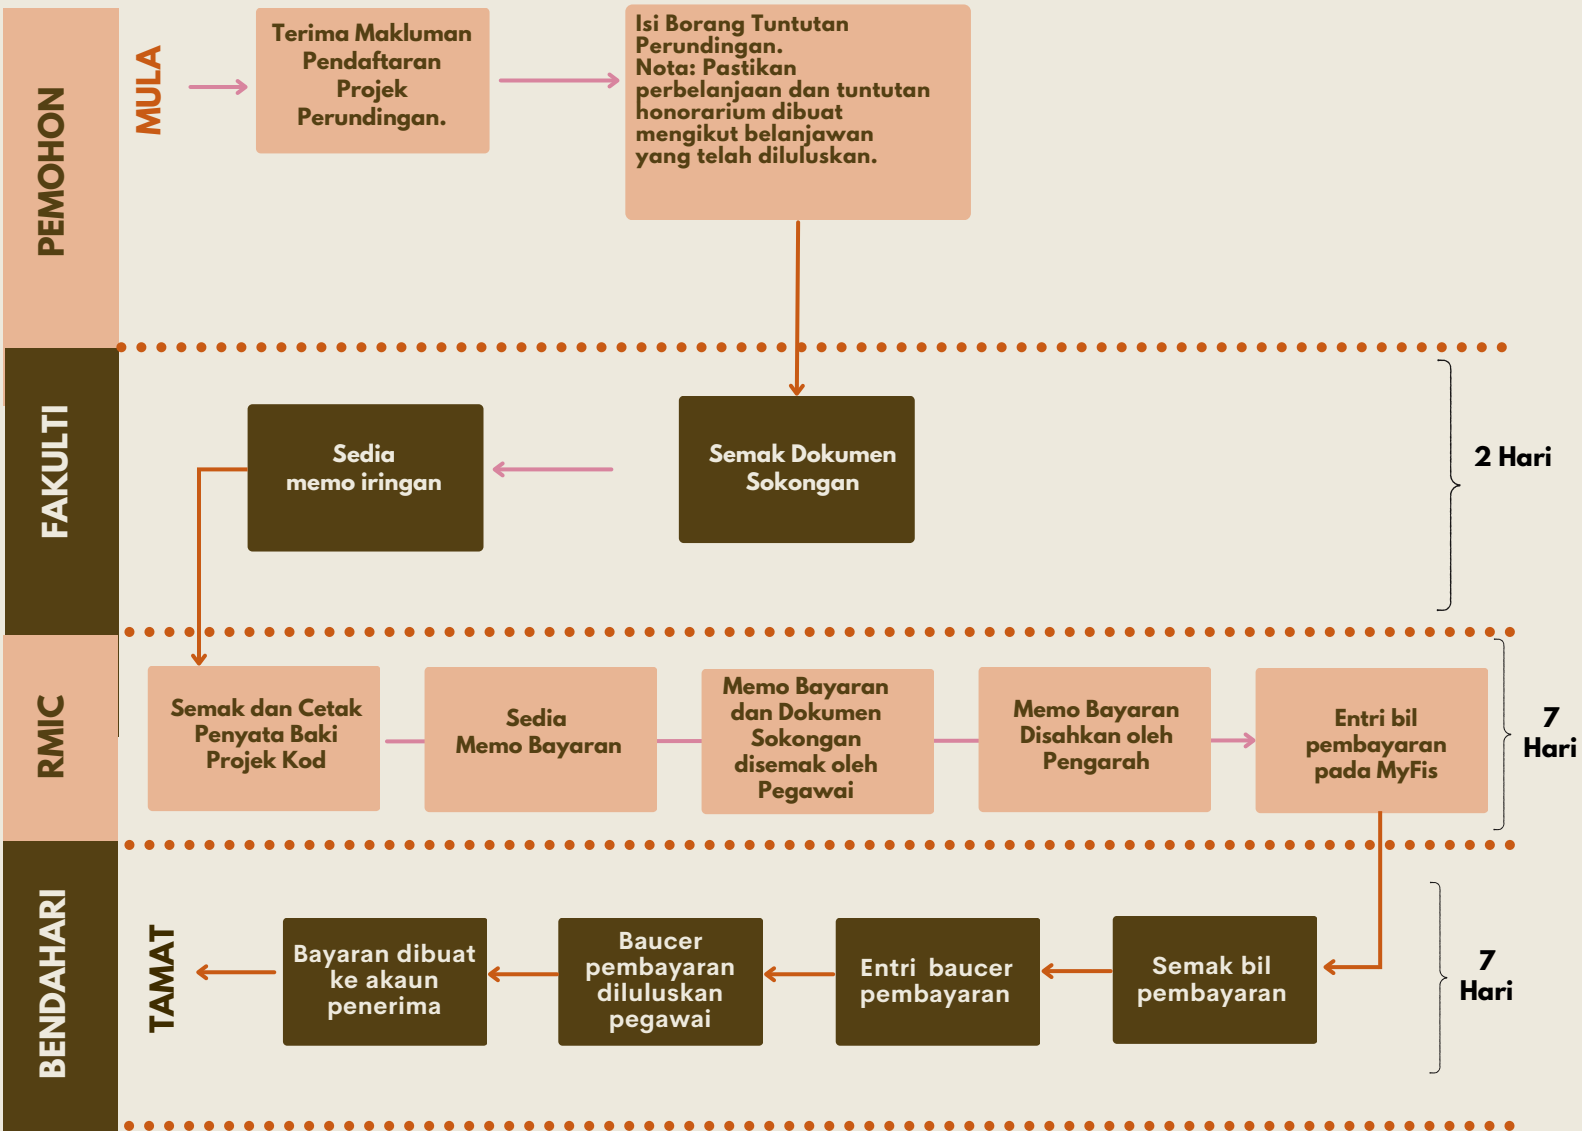 PEMOHON
MULA
Terima Makluman
Pendaftaran
Projek
Perundingan.
Isi Borang Tuntutan
Perundingan.
Nota: Pastikan
perbelanjaan dan tuntutan
honorarium dibuat
mengikut belanjawan
yang telah diluluskan.
FAKULTI
Sedia
memo iringan
Semak Dokumen
Sokongan
2 Hari
RMIC
Semak dan Cetak
Penyata Baki
Projek Kod
Sedia
Memo Bayaran
Memo Bayaran
dan Dokumen
Sokongan
disemak oleh
Pegawai
Memo Bayaran
Disahkan oleh
Pengarah
Entri bil
pembayaran
pada MyFis
7
Hari
BENDAHARI
TAMAT
Bayaran dibuat
ke akaun
penerima
Baucer
pembayaran
diluluskan
pegawai
Entri baucer
pembayaran
Semak bil
pembayaran
7
Hari